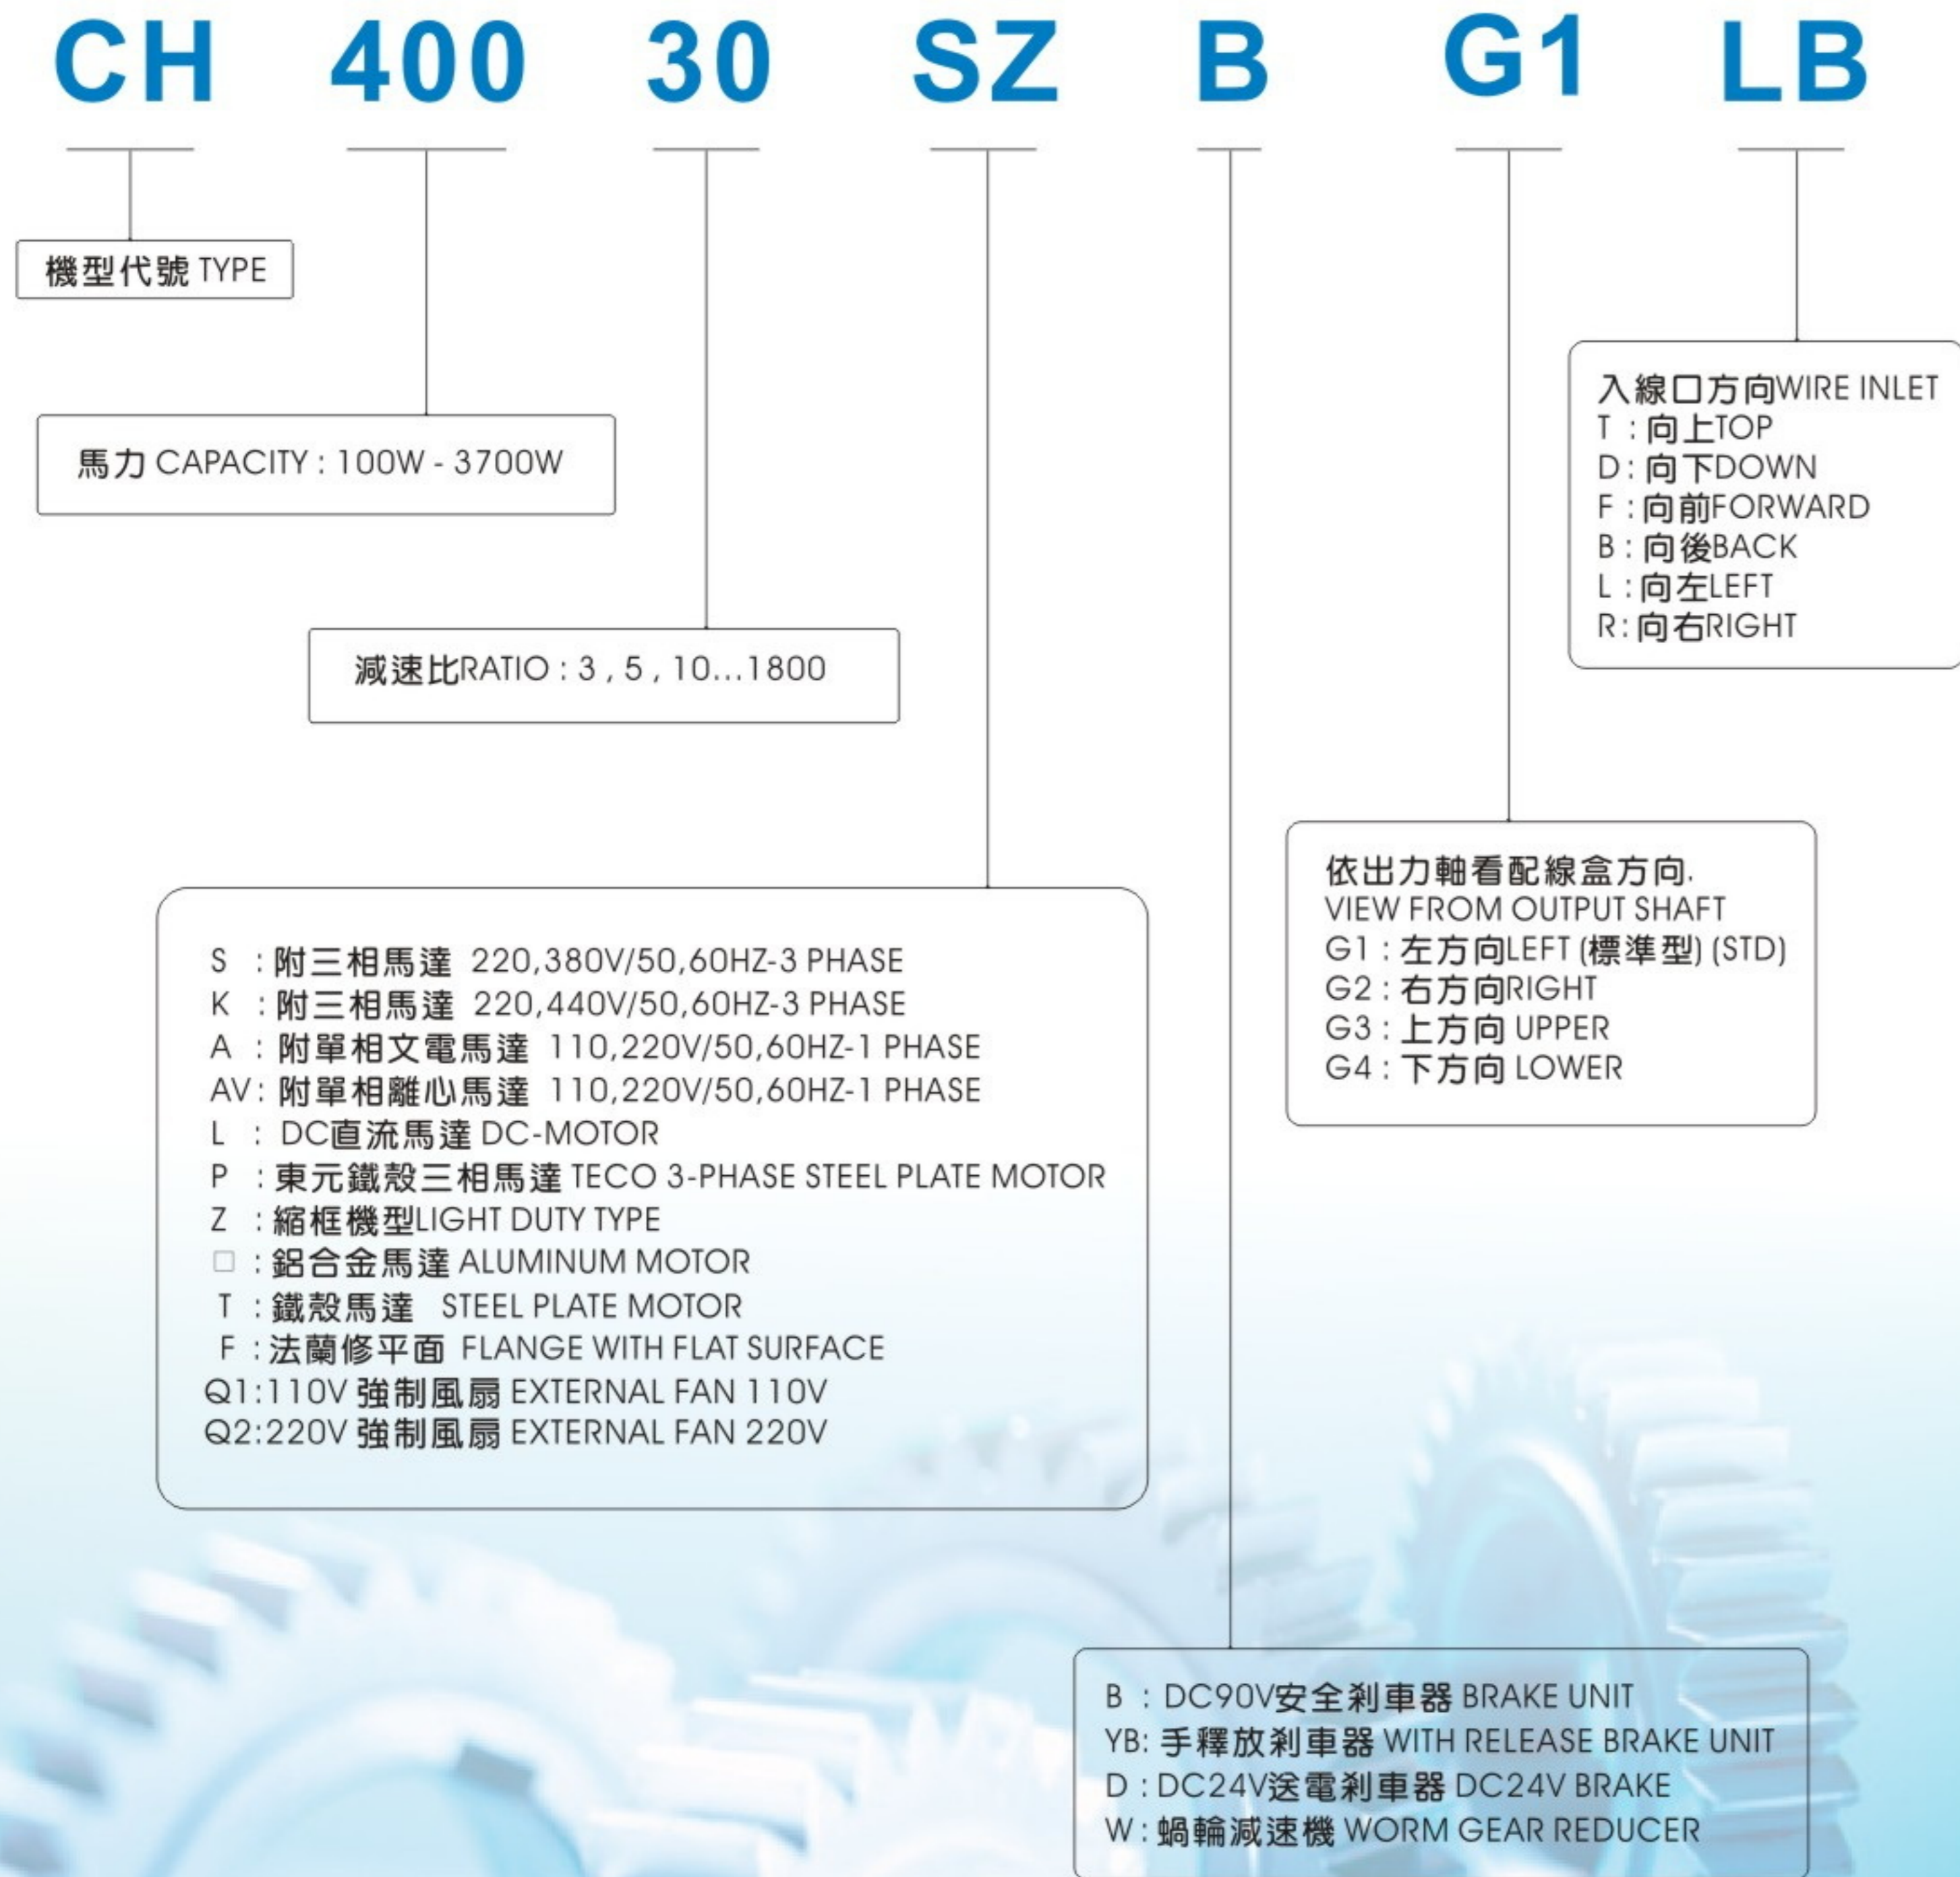 CH 400 30 SZ B G1 LB
機型代號 TYPE
馬力 CAPACITY : 100W - 3700W
減速比RATIO : 3 , 5 , 10...1800
入線口方向WIRE INLET
T : 向上TOP
D : 向下DOWN
F : 向前FORWARD
B : 向後BACK
L : 向左LEFT
R : 向右RIGHT
S : 附三相馬達 220,380V/50,60HZ-3 PHASE
K : 附三相馬達 220,440V/50,60HZ-3 PHASE
A : 附單相文電馬達 110,220V/50,60HZ-1 PHASE
AV : 附單相離心馬達 110,220V/50,60HZ-1 PHASE
L : DC直流馬達 DC-MOTOR
P : 東元鐵殼三相馬達 TECO 3-PHASE STEEL PLATE MOTOR
Z : 縮框機型LIGHT DUTY TYPE
□ : 鋁合金馬達 ALUMINUM MOTOR
T : 鐵殼馬達 STEEL PLATE MOTOR
F : 法蘭修平面 FLANGE WITH FLAT SURFACE
Q1:110V 強制風扇 EXTERNAL FAN 110V
Q2:220V 強制風扇 EXTERNAL FAN 220V
依出力軸看配線盒方向.
VIEW FROM OUTPUT SHAFT
G1 : 左方向LEFT (標準型) (STD)
G2 : 右方向RIGHT
G3 : 上方向 UPPER
G4 : 下方向 LOWER
B : DC90V安全剎車器 BRAKE UNIT
YB: 手釋放剎車器 WITH RELEASE BRAKE UNIT
D : DC24V送電剎車器 DC24V BRAKE
W : 蝸輪減速機 WORM GEAR REDUCER